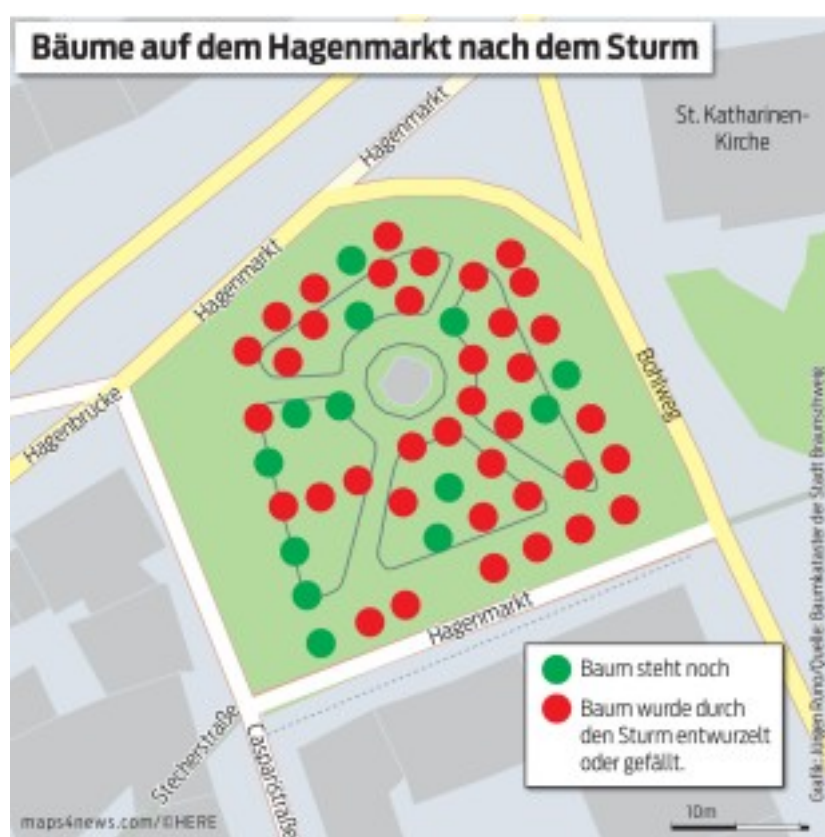 Bäume auf dem Hagenmarkt nach dem Sturm
Hagenmarkt
St. Katharinen-
Kirche
Hagenmarkt
Hagenbrücke
Bohlweg
Hagenmarkt
Stecherstraße
Casparistraße
Baum steht noch
Baum wurde durch
den Sturm entwurzelt
oder gefällt.
10m
maps4news.com/©HERE
Grafik: Jürgen Runo/Quelle: Baumkataster der Stadt Braunschweig